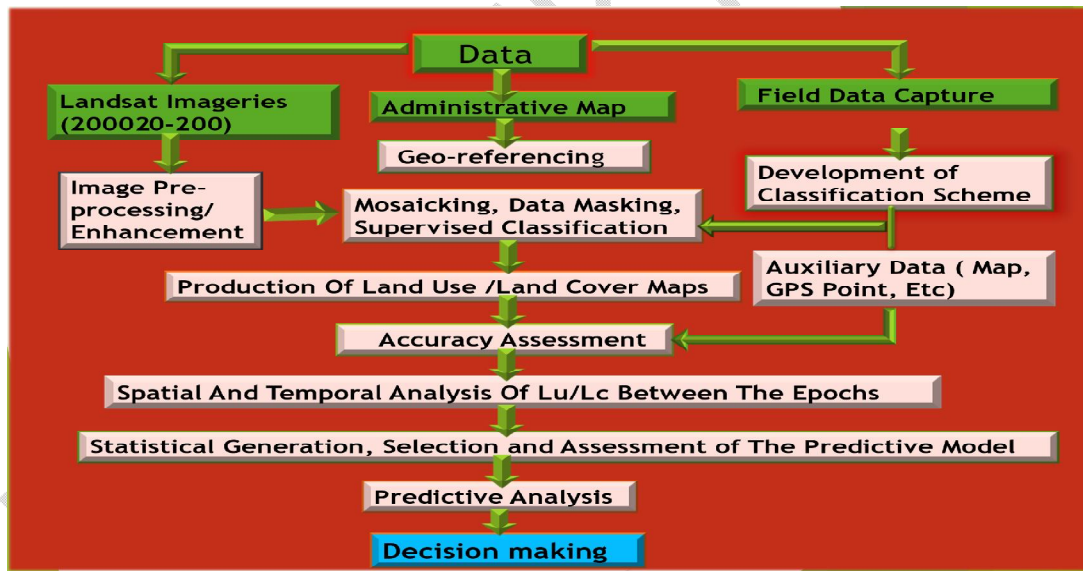 Data
Landsat Imageries
(200020-200)
Administrative Map
Field Data Capture
Geo-referencing
Image Pre-
processing/
Enhancement
Mosaicking, Data Masking,
Supervised Classification
Development of
Classification Scheme
Production Of Land Use /Land Cover Maps
Auxiliary Data ( Map,
GPS Point, Etc)
Accuracy Assessment
Spatial And Temporal Analysis Of Lu/Lc Between The Epochs
Statistical Generation, Selection and Assessment of The Predictive Model
Predictive Analysis
Decision making